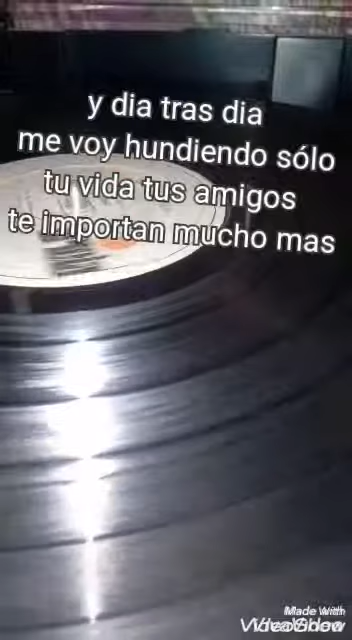 y dia tras dia
me voy hundiendo sólo
tu vida tus amigos
te importan mucho mas
Made With
VideoShow